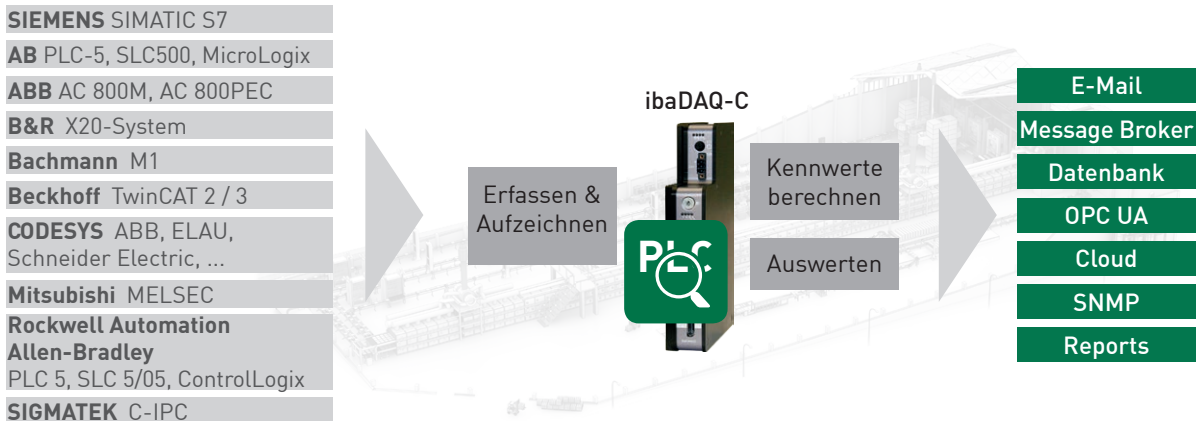 SIEMENS SIMATIC S7
AB PLC-5, SLC500, MicroLogix
ABB AC 800M, AC 800PEC
B&R X20-System
Bachmann M1
Beckhoff TwinCAT 2 / 3
CODESYS ABB, ELAU,
Schneider Electric, ...
Mitsubishi MELSEC
Rockwell Automation
Allen-Bradley
PLC 5, SLC 5/05, ControlLogix
SIGMATEK C-IPC
Erfassen &
Aufzeichnen
ibaDAQ-C
PLC
Kennwerte
berechnen
Auswerten
E-Mail
Message Broker
Datenbank
OPC UA
Cloud
SNMP
Reports